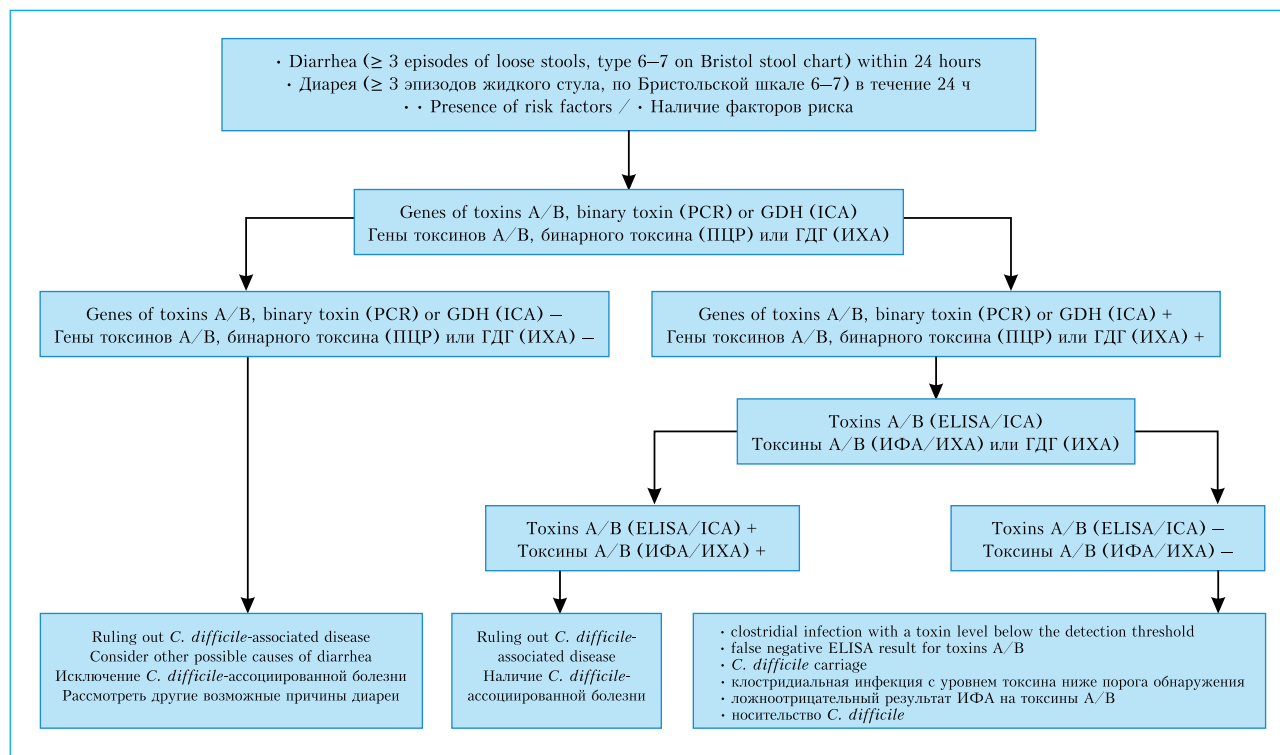 · Diarrhea (≥ 3 episodes of loose stools, type 6–7 on Bristol stool chart) within 24 hours
· Диарея (≥ 3 эпизодов жидкого стула, по Бристольской шкале 6–7) в течение 24 ч
· · Presence of risk factors / · Наличие факторов риска
Genes of toxins A/B, binary toxin (PCR) or GDH (ICA)
Гены токсинов А/В, бинарного токсина (ПЦР) или ГДГ (ИХА)
Genes of toxins A/B, binary toxin (PCR) or GDH (ICA) –
Гены токсинов А/В, бинарного токсина (ПЦР) или ГДГ (ИХА) –
Genes of toxins A/B, binary toxin (PCR) or GDH (ICA) +
Гены токсинов А/В, бинарного токсина (ПЦР) или ГДГ (ИХА) +
Toxins A/B (ELISA/ICA)
Токсины А/В (ИФА/ИХА) или ГДГ (ИХА)
Toxins A/B (ELISA/ICA) +
Токсины А/В (ИФА/ИХА) +
Toxins A/B (ELISA/ICA) –
Токсины А/В (ИФА/ИХА) –
Ruling out C. difficile-associated disease
Consider other possible causes of diarrhea
Исключение C. difficile-ассоциированной болезни
Рассмотреть другие возможные причины диареи
Ruling out C. difficile-
associated disease
Наличие C. difficile-
ассоциированной болезни
· clostridial infection with a toxin level below the detection threshold
· false negative ELISA result for toxins A/B
· C. difficile carriage
· клостридиальная инфекция с уровнем токсина ниже порога обнаружения
· ложноотрицательный результат ИФА на токсины А/В
· носительство C. difficile